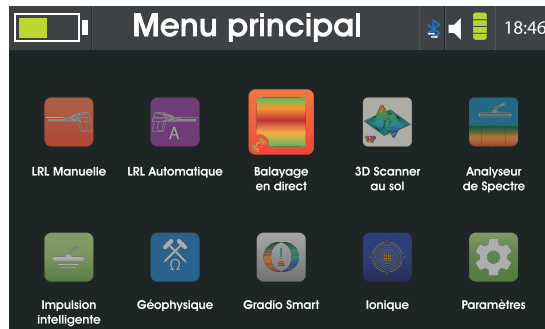 Menu principal
18:46
LRL Manuelle
LRL Automatique
Balayage
en direct
3D Scanner
au sol
Analyseur
de Spectre
A
Ω
Impulsion
intelligente
Géophysique
Gradio Smart
Ionique
Paramètres